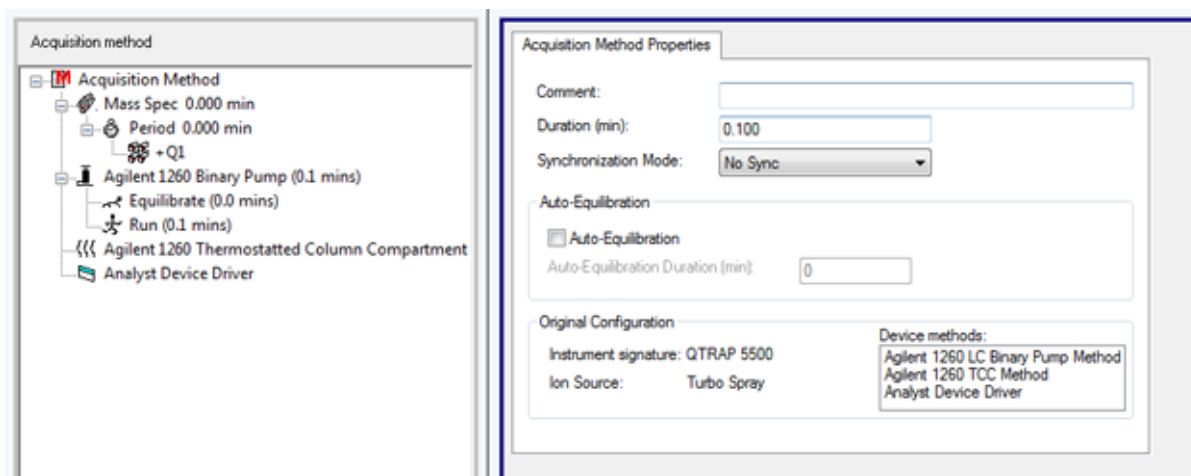 Acquisition method
Acquisition Method
Mass Spec 0.000 min
Period 0.000 min
+Q1
Agilent 1260 Binary Pump (0.1 mins)
Equilibrate (0.0 mins)
Run (0.1 mins)
Agilent 1260 Thermostatted Column Compartment
Analyst Device Driver
Acquisition Method Properties
Comment:
Duration (min): 0.100
Synchronization Mode: No Sync
Auto-Equilibration
Auto-Equilibration
Auto-Equilibration Duration (min): 0
Original Configuration
Instrument signature: QTRAP 5500
Ion Source: Turbo Spray
Device methods:
Agilent 1260 LC Binary Pump Method
Agilent 1260 TCC Method
Analyst Device Driver